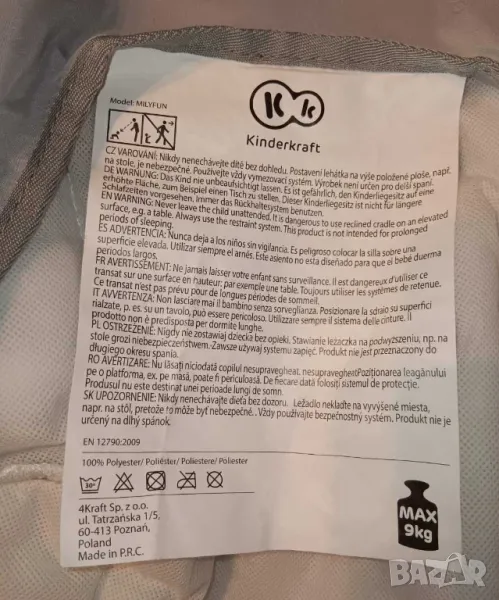 Model: MILYFUN
Kk
Kinderkraft
CZ VAROVÁNÍ: Nikdy nenechávejte dítě bez dohledu. Postavení lehátka na výše položené ploše, např.
na stole, je nebezpečné. Používejte vždy vymezovací systém. Výrobek není určen pro delší spaní.
DE WARNUNG: Das Kind nie unbeaufsichtigt lassen. Es ist gefährlich, den Kinderliegesitz auf eine
erhöhte Fläche, zum Beispiel einen Tisch zu stellen. Dieser Kinderliegesitz ist nicht für längere
Schlafzeiten vorgesehen. Immer das Rückhaltesystem benutzen.
EN WARNING: Never leave the child unattended. It is dangerous to use reclined cradle on an elevated
surface, e.g. a table. Always use the restraint system. This product is not intended for prolonged
periods of sleeping.
ES ADVERTENCIA: Nunca deja a los niños sin vigilancia. Es peligroso colocar la silla sobre una
superficie elevada. Utilizar siempre el arnés. Este asiento no esta diseñado para que el bebé duerma
periodos largos.
FR AVERTISSEMENT: Ne jamais laisser votre enfant sans surveillance. Il est dangereux d'utiliser ce
transat sur une surface en hauteur: par exemple une table. Toujours utiliser les systèmes de retenue.
Ce transat n'est pas prévu pour de longues périodes de sommeil.
IT AVVERTENZA: Non lasciare mai il bambino senza sorveglianza. Posizionare la sdraio su superfici
rialzate, p. es. su un tavolo, può essere pericoloso. Utilizzare sempre il sistema delle cinture. Il
prodotto non è predisposto per dormite lunghe.
PL OSTRZEŻENIE: Nigdy nie zostawiaj dziecka bez opieki. Stawianie leżaczka na podwyższeniu, np. na
stole grozi niebezpieczeństwem. Zawsze używaj systemu zapięć. Produkt nie jest przeznaczony do
długiego okresu spania.
RO AVERTIZARE: Nu lăsați niciodată copilul nesupravegheat. nesupravegheatPoziționarea leagănului
pe o platforma, ex. pe masă, poate fi periculoasă. De fiecare dată folosiți sistemul de protecție.
Produsul nu este destinat unei perioade lungi de somn.
SK UPOZORNENIE: Nikdy nenechávajte dieťa bez dozoru. Ležadlo nekladte na vyvýšené miesta,
napr. na stôl, pretože to môže byť nebezpečné.. Vždy používajte bezpečnostný systém. Produkt nie je
určený na dlhý spánok.
EN 12790:2009
100% Polyester/ Poliéster/ Poliestere/ Poliester
30°
4Kraft Sp. z o.o.
ul. Tatrzańska 1/5,
60-413 Poznań,
Poland
Made in P.R.C.
MAX
9kg
bazar.bg